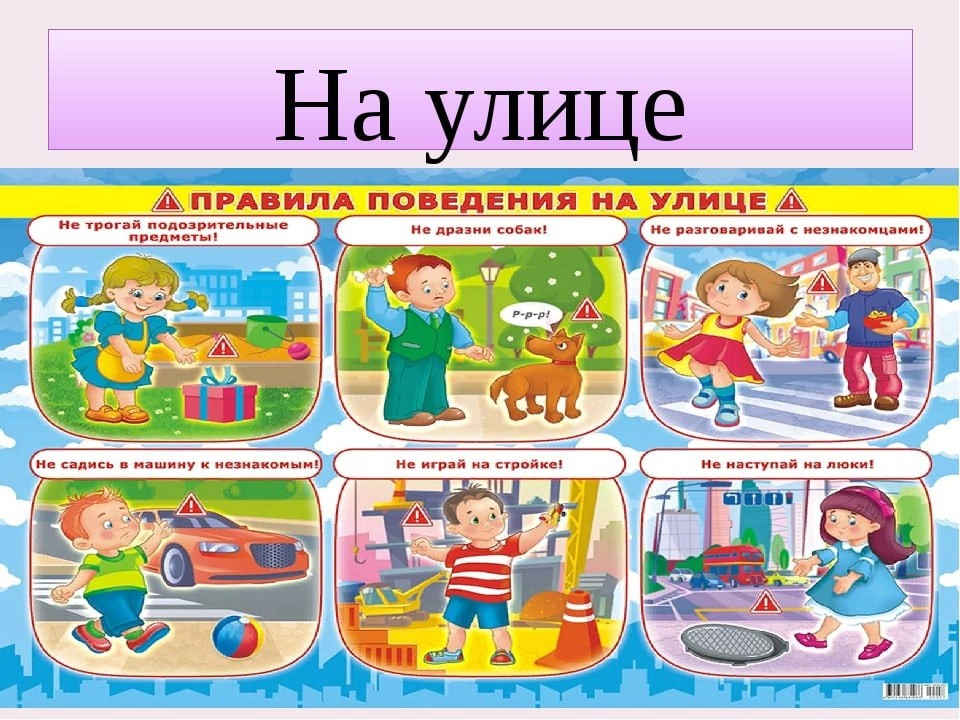 На улице
ПРАВИЛА ПОВЕДЕНИЯ НА УЛИЦЕ
Не трогай подозрительные
предметы!
Не дразни собак!
Не разговаривай с незнакомцами!
Р-р-р!
Не садись в машину к незнакомым!
Не играй на стройке!
Не наступай на люки!